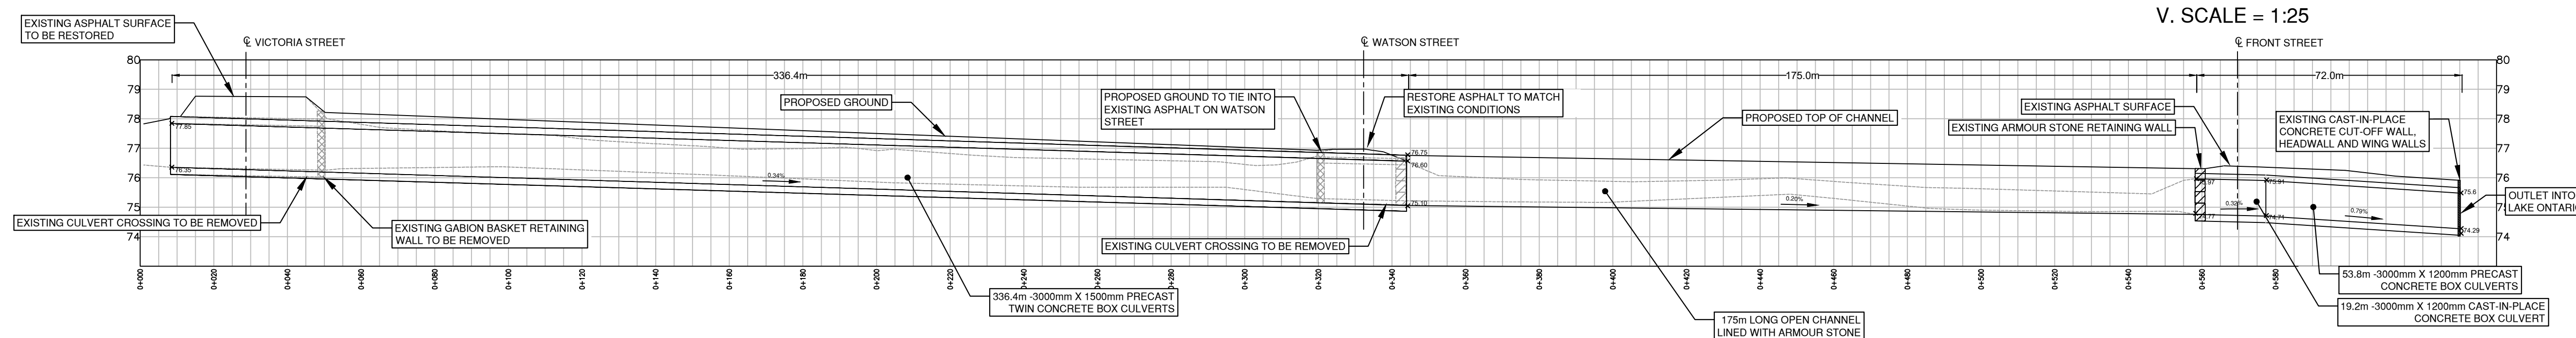 V. SCALE = 1:25
EXISTING ASPHALT SURFACE
TO BE RESTORED
℄ VICTORIA STREET
℄ WATSON STREET
℄ FRONT STREET
80
79
78
77
76
75
74
336.4m
175.0m
72.0m
80
79
78
77
76
74
PROPOSED GROUND
PROPOSED GROUND TO TIE INTO
EXISTING ASPHALT ON WATSON
STREET
RESTORE ASPHALT TO MATCH
EXISTING CONDITIONS
PROPOSED TOP OF CHANNEL
EXISTING ASPHALT SURFACE
EXISTING ARMOUR STONE RETAINING WALL
EXISTING CAST-IN-PLACE
CONCRETE CUT-OFF WALL,
HEADWALL AND WING WALLS
77.85
76.35
0.34%
76.75
76.60
75.10
0.20%
75.91
74.71
0.32%
0.79%
75.6
74.29
OUTLET INTO
LAKE ONTARIO
EXISTING CULVERT CROSSING TO BE REMOVED
EXISTING GABION BASKET RETAINING
WALL TO BE REMOVED
EXISTING CULVERT CROSSING TO BE REMOVED
0+000
0+020
0+040
0+060
0+080
0+100
0+120
0+140
0+160
0+180
0+200
0+220
0+240
0+260
0+280
0+300
0+320
0+340
0+360
0+380
0+400
0+420
0+440
0+460
0+480
0+500
0+520
0+540
0+560
0+580
336.4m -3000mm X 1500mm PRECAST
TWIN CONCRETE BOX CULVERTS
175m LONG OPEN CHANNEL
LINED WITH ARMOUR STONE
53.8m -3000mm X 1200mm PRECAST
CONCRETE BOX CULVERTS
19.2m -3000mm X 1200mm CAST-IN-PLACE
CONCRETE BOX CULVERT